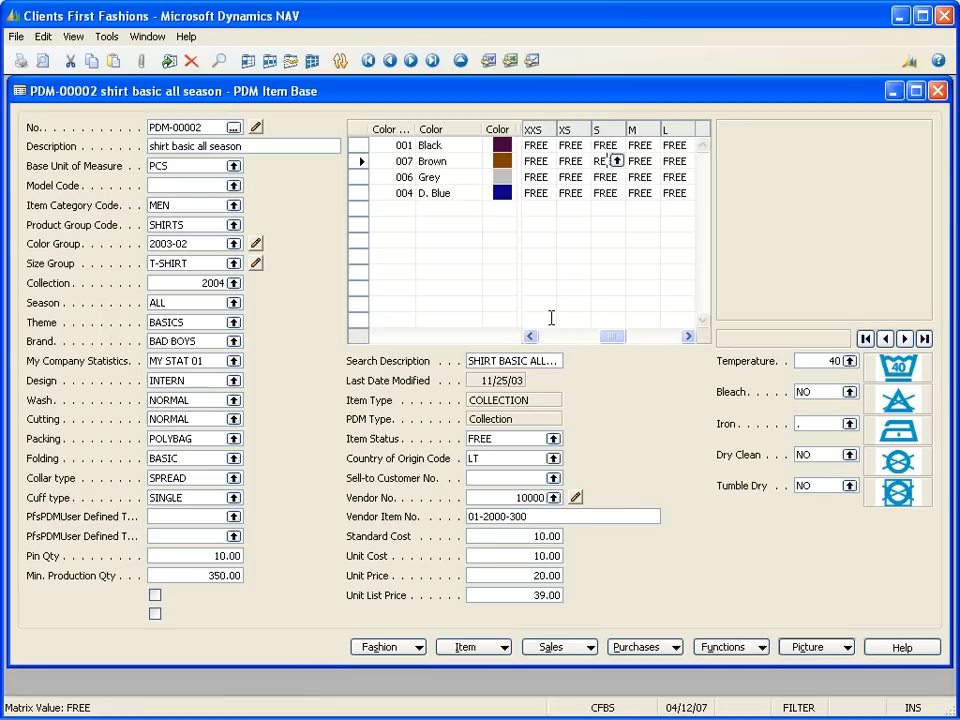 Clients First Fashions - Microsoft Dynamics NAV
File Edit View Tools Window Help
PDM-00002 shirt basic all season - PDM Item Base
No. . . . . . . . . . . . PDM-00002 ...
Description . . . . . . . shirt basic all season
Base Unit of Measure . . PCS
Model Code . . . . . . .
Item Category Code . . . MEN
Product Group Code . . . SHIRTS
Color Group . . . . . . . 2003-02
Size Group . . . . . . . T-SHIRT
Collection . . . . . . . 2004
Season . . . . . . . . . ALL
Theme . . . . . . . . . BASICS
Brand . . . . . . . . . BAD BOYS
My Company Statistics . . MY STAT 01
Design . . . . . . . . . INTERN
Wash . . . . . . . . . . NORMAL
Cutting . . . . . . . . . NORMAL
Packing . . . . . . . . . POLYBAG
Folding . . . . . . . . . BASIC
Collar type . . . . . . . SPREAD
Cuff type . . . . . . . . SINGLE
PfsPDMUser Defined T...
PfsPDMUser Defined T...
Pin Qty . . . . . . . . . 10.00
Min. Production Qty . . . 350.00
Color ... Color Color XXS XS S M L
001 Black FREE FREE FREE FREE FREE
007 Brown FREE FREE RE FREE FREE
006 Grey FREE FREE FREE FREE FREE
004 D. Blue FREE FREE FREE FREE FREE
Search Description . . . SHIRT BASIC ALL...
Last Date Modified . . . 11/25/03
Item Type . . . . . . . COLLECTION
PDM Type . . . . . . . . Collection
Item Status . . . . . . . FREE
Country of Origin Code . LT
Sell-to Customer No. . .
Vendor No. . . . . . . . 10000
Vendor Item No. . . . . 01-2000-300
Standard Cost . . . . . 10.00
Unit Cost . . . . . . . 10.00
Unit Price . . . . . . . 20.00
Unit List Price . . . . . 39.00
Temperature . . . 40 40
Bleach . . . . . . NO
Iron . . . . . . . .
Dry Clean . . . . NO
Tumble Dry . . . NO
Fashion Item Sales Purchases Functions Picture Help
Matrix Value: FREE CFBS 04/12/07 FILTER INS